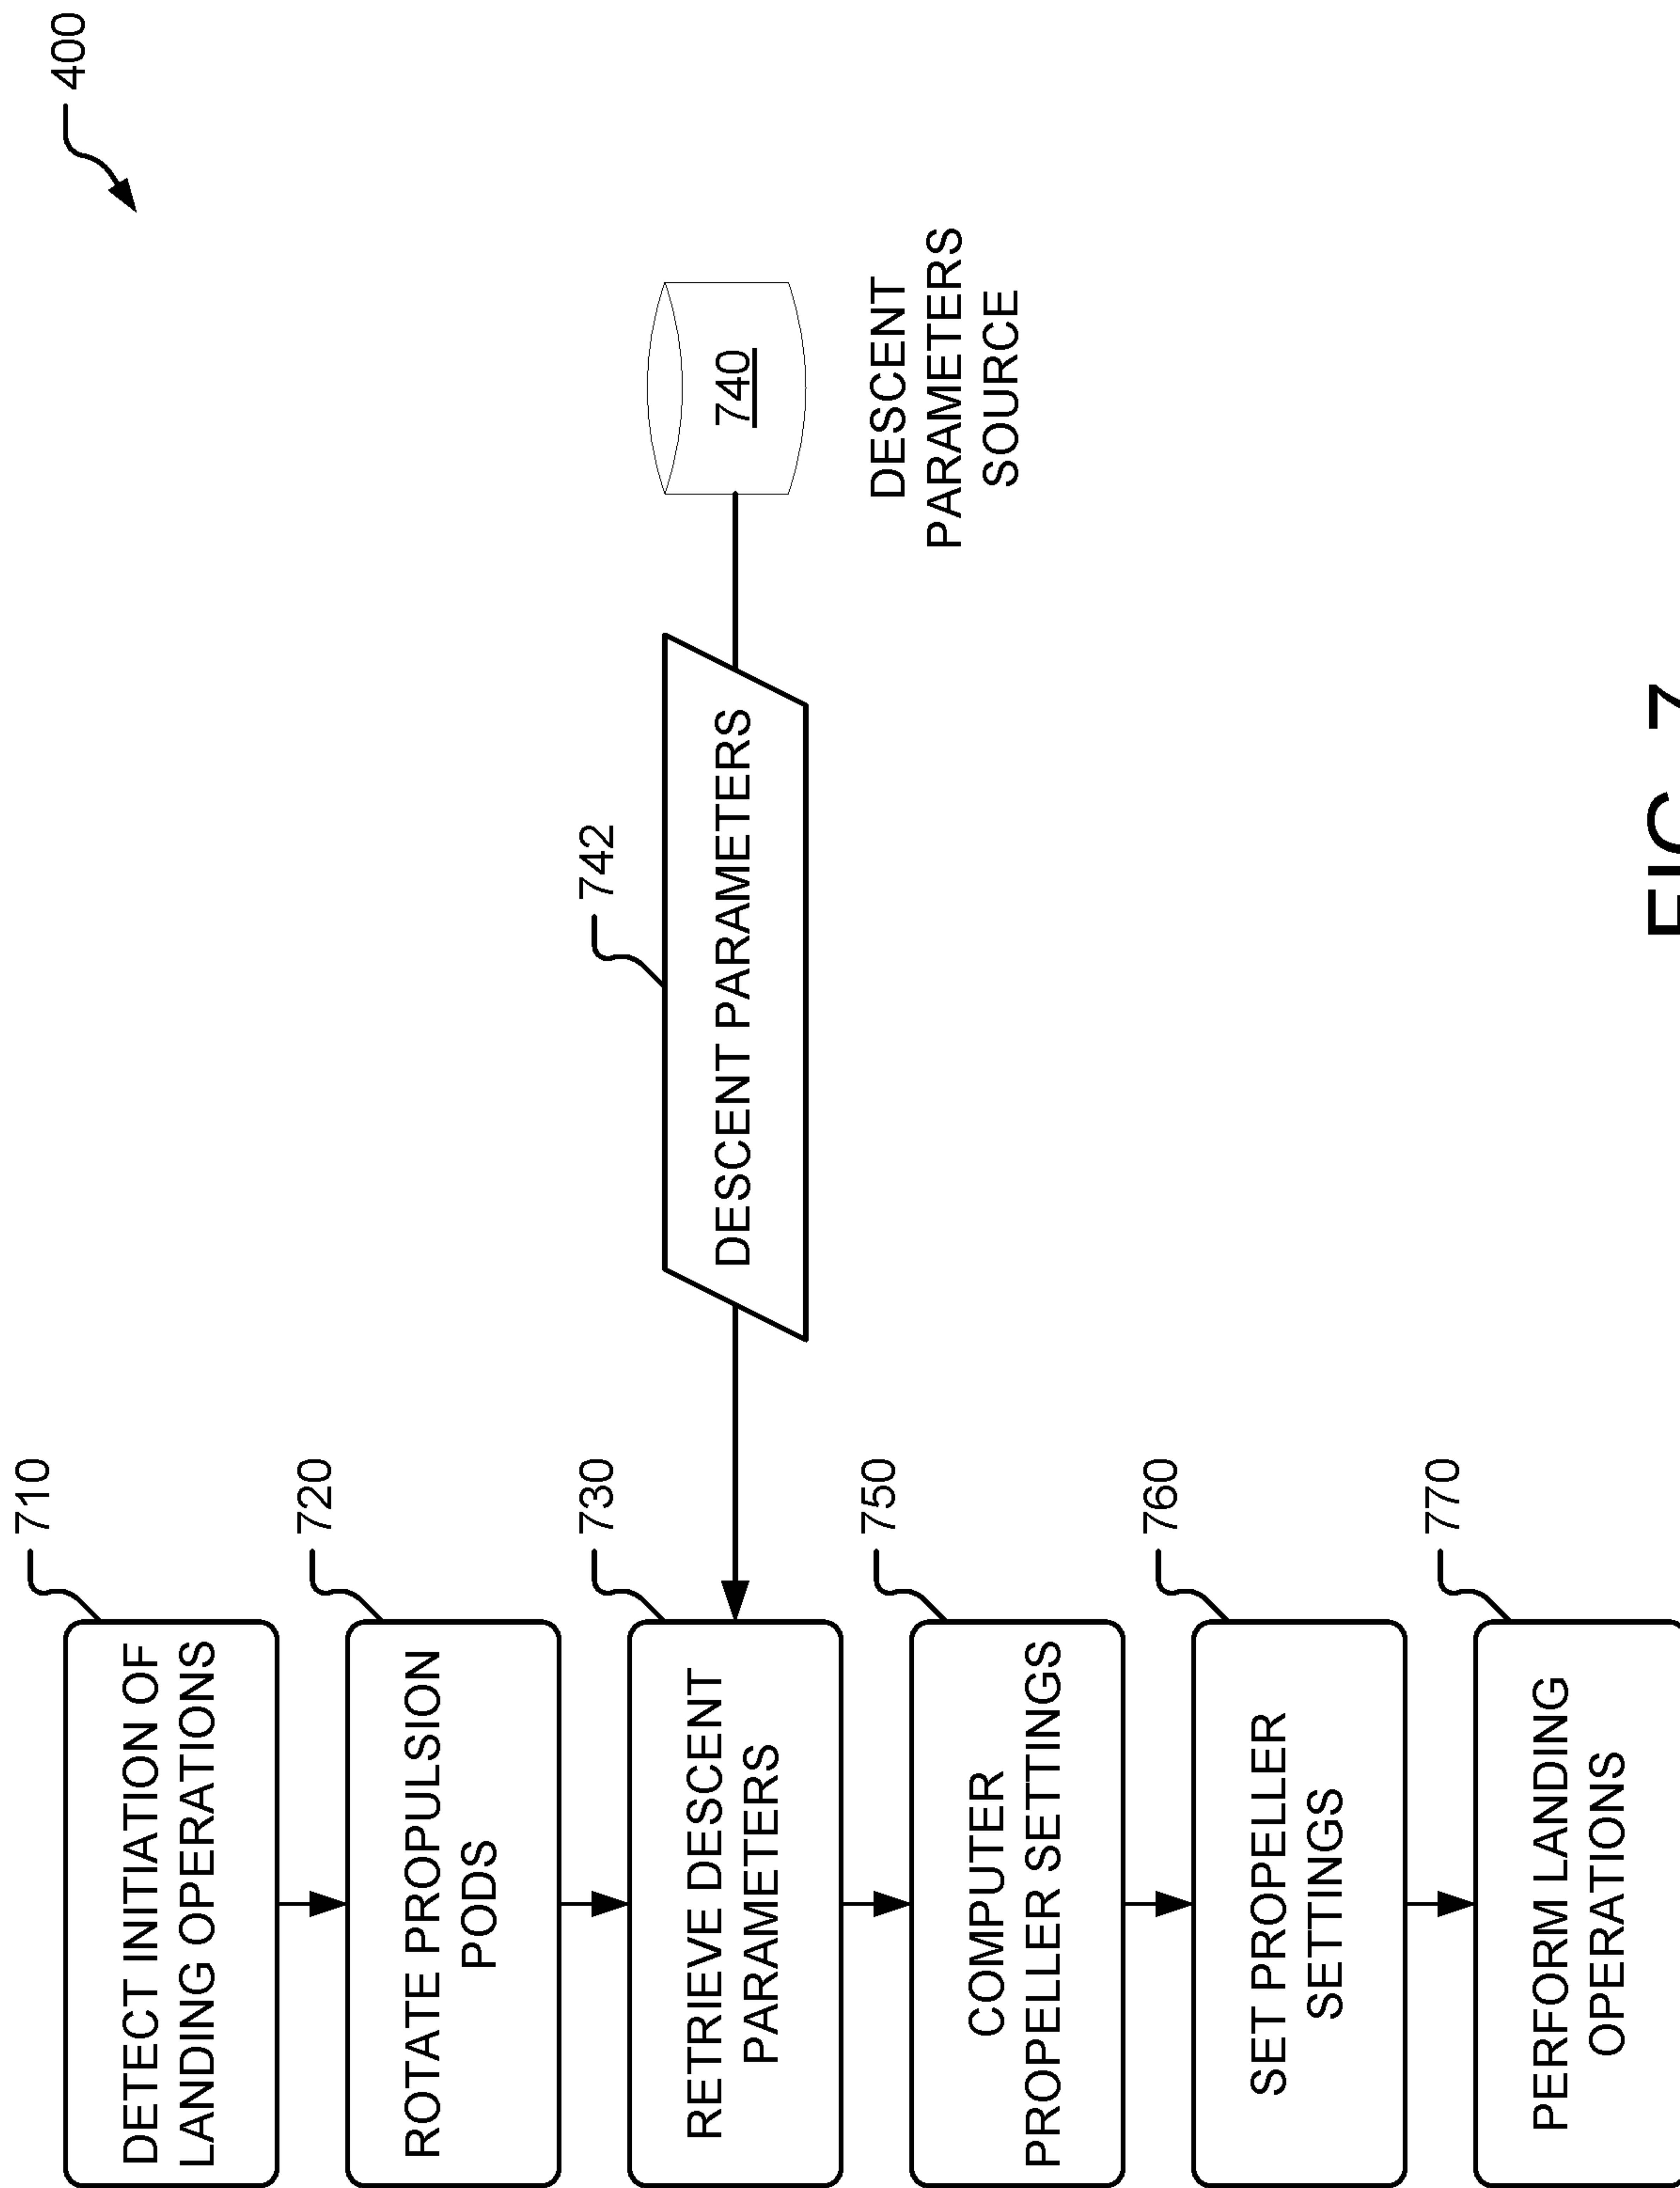 400
710
DETECT INITIATION OF
LANDING OPERATIONS
720
ROTATE PROPULSION
PODS
730
RETRIEVE DESCENT
PARAMETERS
742
DESCENT PARAMETERS
740
DESCENT
PARAMETERS
SOURCE
750
COMPUTER
PROPELLER SETTINGS
760
SET PROPELLER
SETTINGS
770
PERFORM LANDING
OPERATIONS